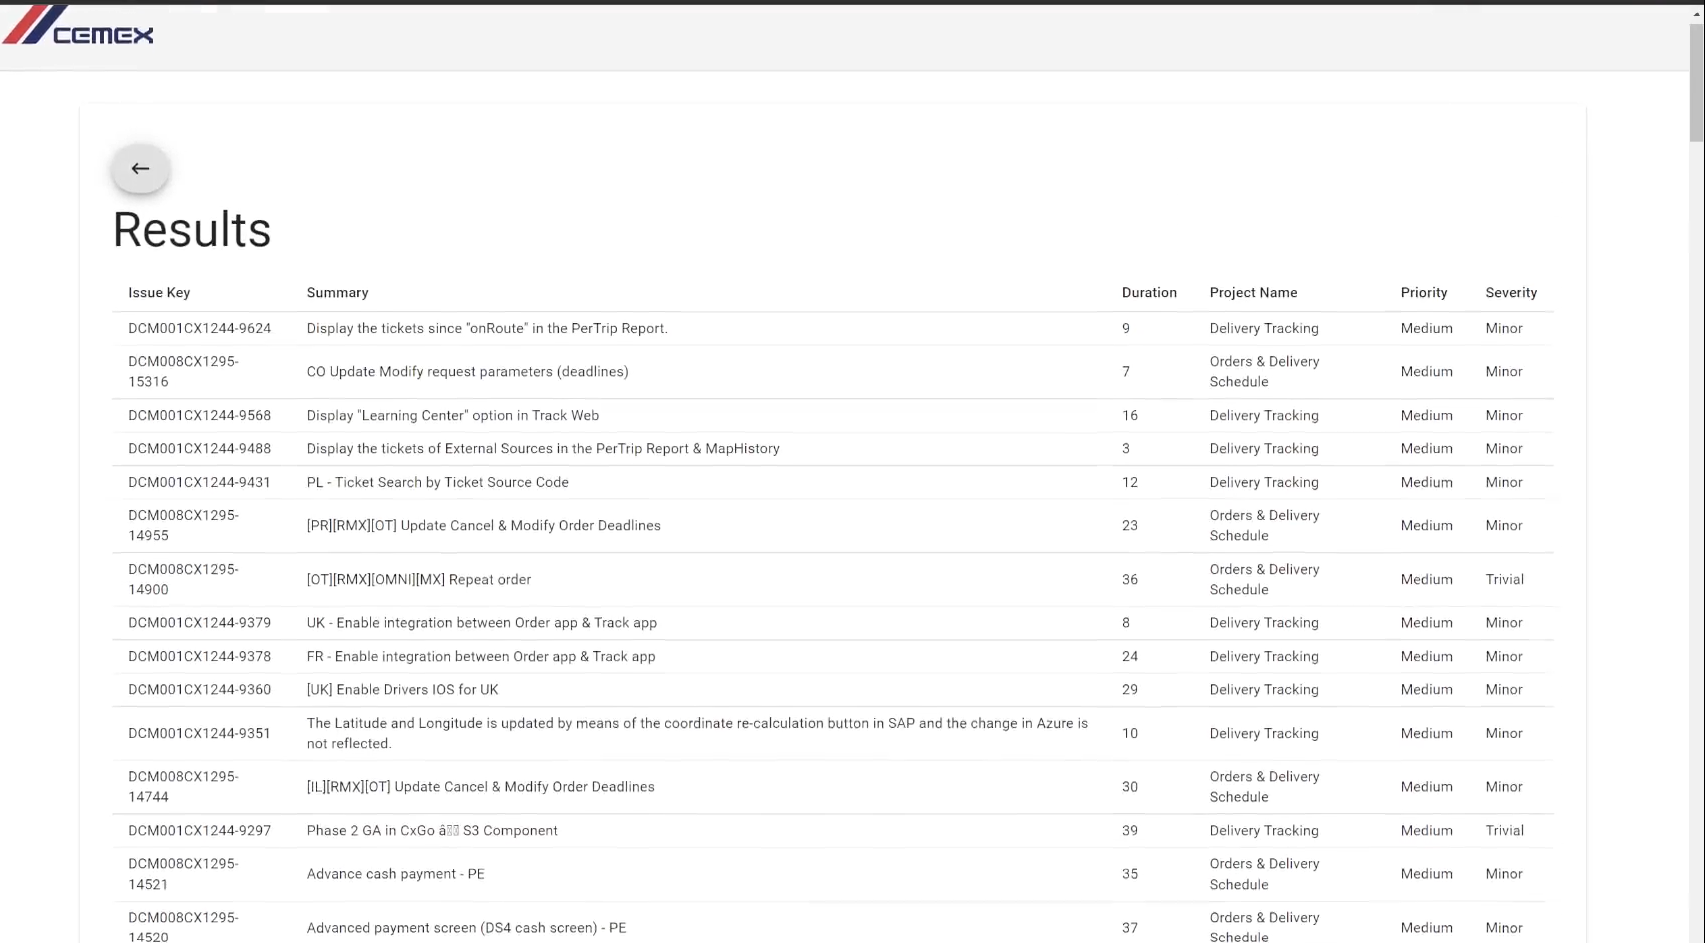 CEMEX
Results
Issue Key Summary Duration Project Name Priority Severity
DCM001CX1244-9624 Display the tickets since "onRoute" in the PerTrip Report. 9 Delivery Tracking Medium Minor
DCM008CX1295-
15316 CO Update Modify request parameters (deadlines) 7 Orders & Delivery
Schedule Medium Minor
DCM001CX1244-9568 Display "Learning Center" option in Track Web 16 Delivery Tracking Medium Minor
DCM001CX1244-9488 Display the tickets of External Sources in the PerTrip Report & MapHistory 3 Delivery Tracking Medium Minor
DCM001CX1244-9431 PL - Ticket Search by Ticket Source Code 12 Delivery Tracking Medium Minor
DCM008CX1295-
14955 [PR][RMX][OT] Update Cancel & Modify Order Deadlines 23 Orders & Delivery
Schedule Medium Minor
DCM008CX1295-
14900 [OT][RMX][OMNI][MX] Repeat order 36 Orders & Delivery
Schedule Medium Trivial
DCM001CX1244-9379 UK - Enable integration between Order app & Track app 8 Delivery Tracking Medium Minor
DCM001CX1244-9378 FR - Enable integration between Order app & Track app 24 Delivery Tracking Medium Minor
DCM001CX1244-9360 [UK] Enable Drivers IOS for UK 29 Delivery Tracking Medium Minor
DCM001CX1244-9351 The Latitude and Longitude is updated by means of the coordinate re-calculation button in SAP and the change in Azure is
not reflected. 10 Delivery Tracking Medium Minor
DCM008CX1295-
14744 [IL][RMX][OT] Update Cancel & Modify Order Deadlines 30 Orders & Delivery
Schedule Medium Minor
DCM001CX1244-9297 Phase 2 GA in CxGo â S3 Component 39 Delivery Tracking Medium Trivial
DCM008CX1295-
14521 Advance cash payment - PE 35 Orders & Delivery
Schedule Medium Minor
DCM008CX1295-
14520 Advanced payment screen (DS4 cash screen) - PE 37 Orders & Delivery
Schedule Medium Minor